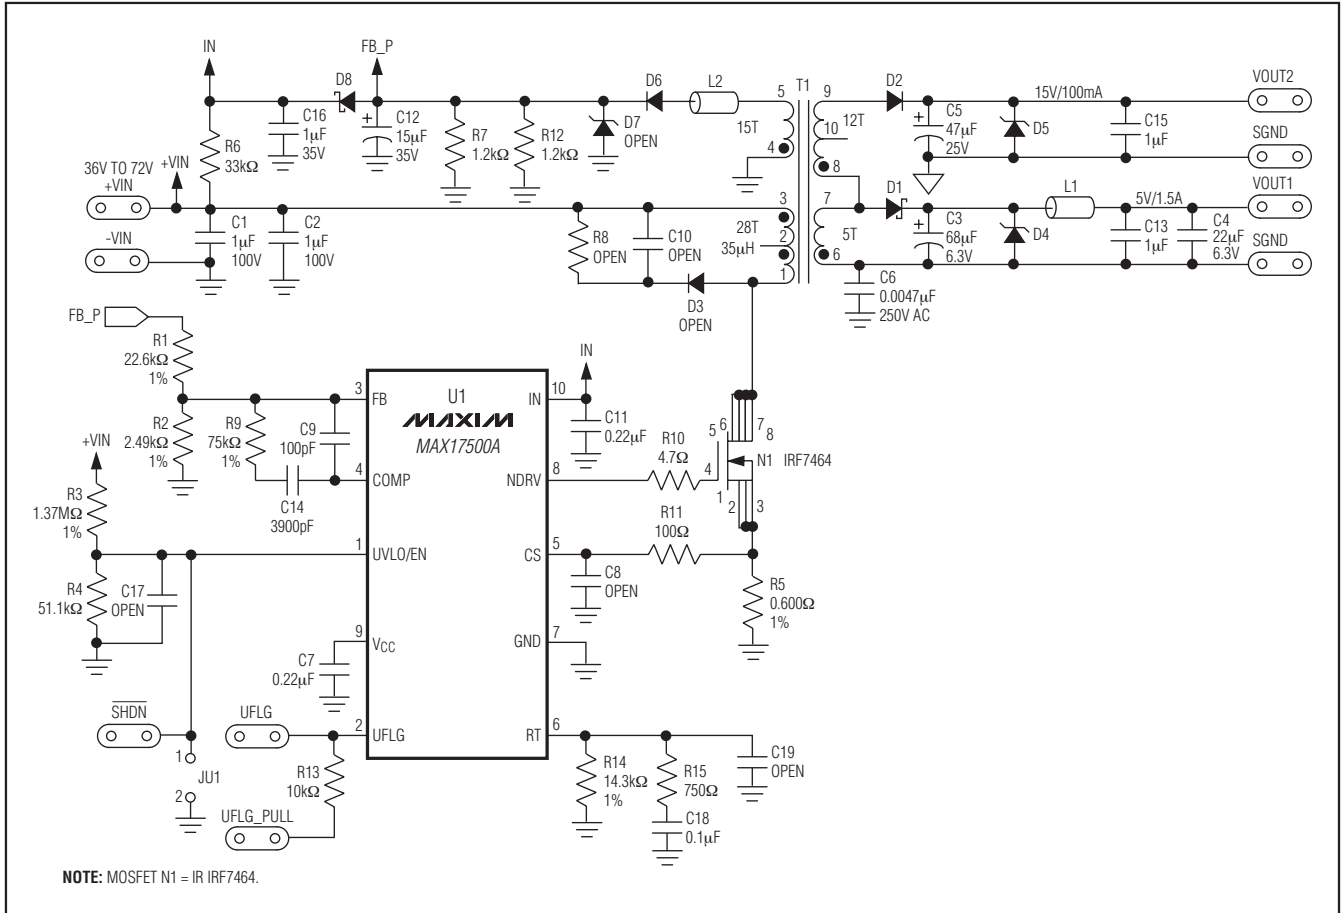 IN
FB_P
D8
C16
1µF
35V
C12
15µF
35V
+
R7
1.2kΩ
R12
1.2kΩ
D7
OPEN
D6
L2
5
15T
4
T1
9
12T
10
8
D2
+
C5
47µF
25V
D5
15V/100mA
C15
1µF
VOUT2
SGND
R6
33kΩ
36V TO 72V
+VIN
+VIN
-VIN
C1
1µF
100V
C2
1µF
100V
R8
OPEN
C10
OPEN
D3
OPEN
3
28T
2
35µH
1
7
5T
6
D1
+
C3
68µF
6.3V
D4
L1
5V/1.5A
C13
1µF
C4
22µF
6.3V
VOUT1
SGND
C6
0.0047µF
250V AC
FB_P
R1
22.6kΩ
1%
R2
2.49kΩ
1%
R9
75kΩ
1%
C9
100pF
C14
3900pF
+VIN
R3
1.37MΩ
1%
R4
51.1kΩ
C17
OPEN
3
FB
4
COMP
1
UVLO/EN
9
VCC
2
UFLG
U1
MAXIM
MAX17500A
IN
10
NDRV
8
CS
5
GND
7
RT
6
IN
C11
0.22µF
R10
4.7Ω
4
5
6
7
8
N1 IRF7464
1
2
3
R11
100Ω
C8
OPEN
R5
0.600Ω
1%
C7
0.22µF
SHDN
UFLG
1
JU1
2
R13
10kΩ
UFLG_PULL
R14
14.3kΩ
1%
R15
750Ω
C18
0.1µF
C19
OPEN
NOTE: MOSFET N1 = IR IRF7464.